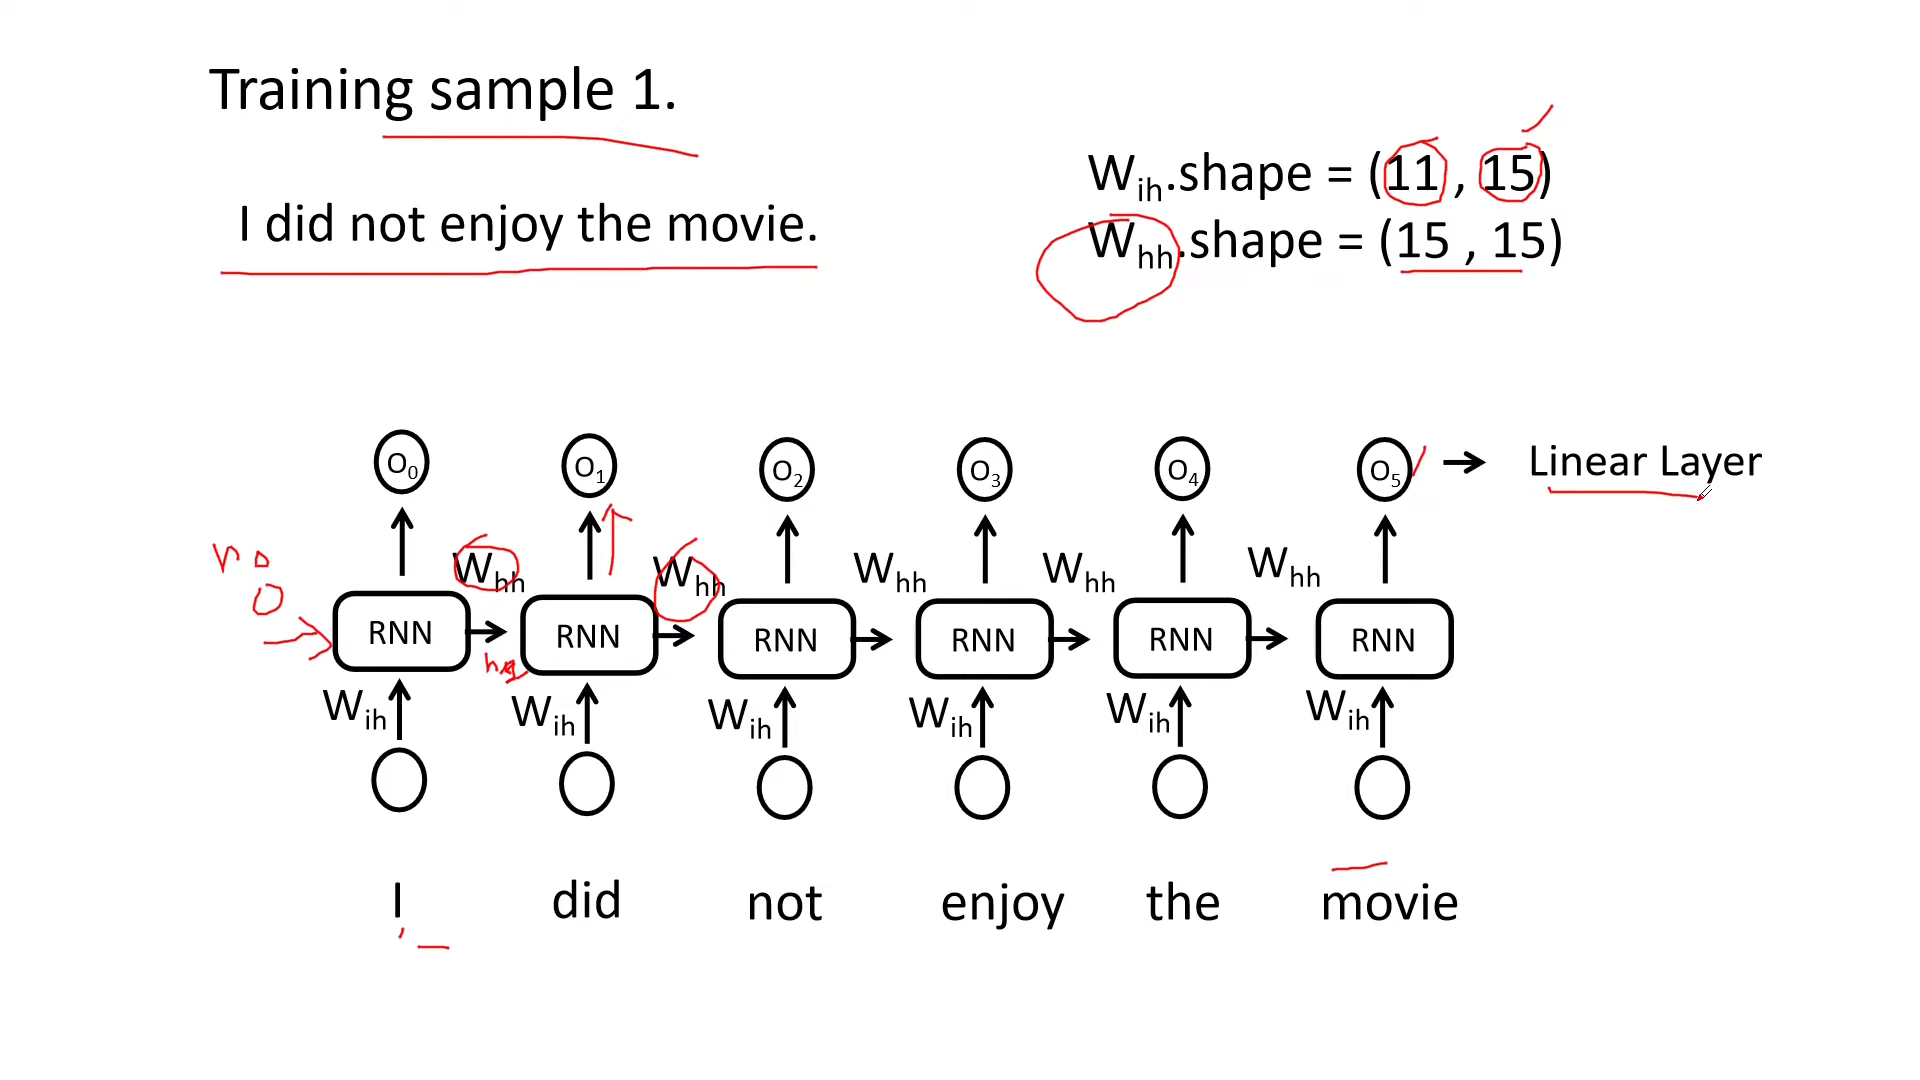 Training sample 1.
I did not enjoy the movie.
Wih.shape = (11 , 15)
Whh.shape = (15 , 15)
O0 O1 O2 O3 O4 O5 → Linear Layer
Whh Whh Whh Whh Whh
0
RNN RNN RNN RNN RNN RNN
Wih Wih Wih Wih Wih Wih
I did not enjoy the movie